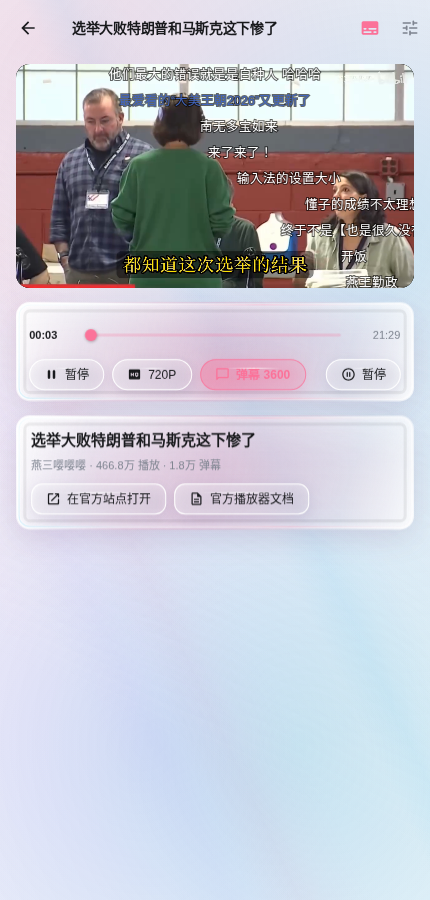 选举大败特朗普和马斯克这下惨了
他们最大的错误就是是白种人 哈哈哈
最爱看的“大美王朝2020”又更新了
南无多宝如来
来了来了！
输入法的设置大小
懂子的成绩不太理想
终于不是【也是很久没有
开饭
都知道这次选举的结果
燕王勤政
00:03
21:29
暂停
HQ 720P
弹幕 3600
暂停
选举大败特朗普和马斯克这下惨了
燕三嘤嘤嘤 · 466.8万 播放 · 1.8万 弹幕
在官方站点打开
官方播放器文档